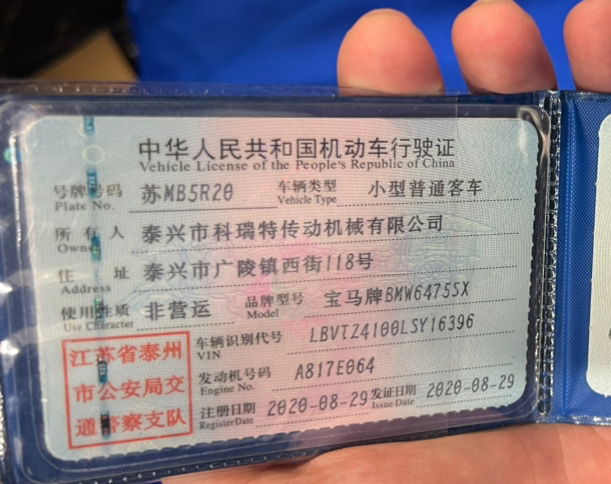 中华人民共和国机动车行驶证
Vehicle License of the People's Republic of China
号牌号码 苏MB5R20 车辆类型 小型普通客车
Plate No. Vehicle Type
所有人 泰兴市科瑞特传动机械有限公司
Owner
住址 泰兴市广陵镇西街118号
Address
使用性质 非营运 品牌型号 宝马牌BMW6475SX
Use Character Model
车辆识别代号 LBVTZ4100LSY16396
VIN
发动机号码 A817E064
Engine No.
注册日期 2020-08-29 发证日期 2020-08-29
Register Date Issue Date
江苏省泰州
市公安局交
通警察支队